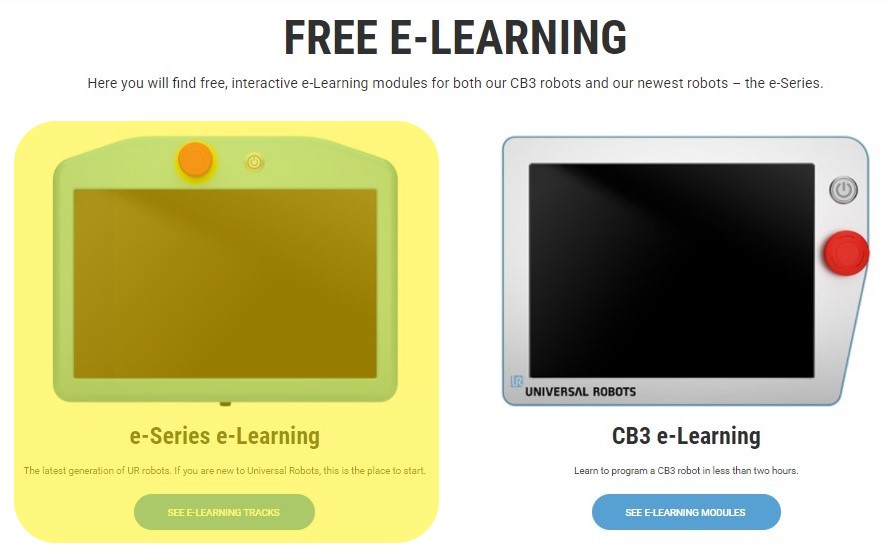 FREE E-LEARNING
Here you will find free, interactive e-Learning modules for both our CB3 robots and our newest robots – the e-Series.
UNIVERSAL ROBOTS
e-Series e-Learning
The latest generation of UR robots. If you are new to Universal Robots, this is the place to start.
SEE E-LEARNING TRACKS
UR
CB3 e-Learning
Learn to program a CB3 robot in less than two hours.
SEE E-LEARNING MODULES